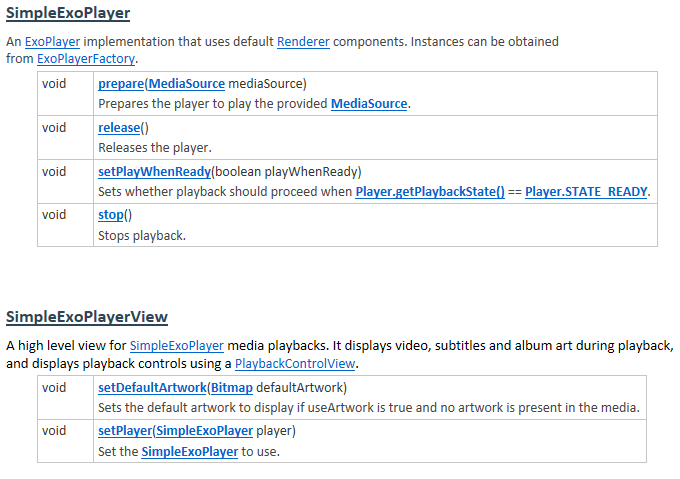 SimpleExoPlayer
An ExoPlayer implementation that uses default Renderer components. Instances can be obtained
from ExoPlayerFactory.
void prepare(MediaSource mediaSource)
Prepares the player to play the provided MediaSource.
void release()
Releases the player.
void setPlayWhenReady(boolean playWhenReady)
Sets whether playback should proceed when Player.getPlaybackState() == Player.STATE_READY.
void stop()
Stops playback.
SimpleExoPlayerView
A high level view for SimpleExoPlayer media playbacks. It displays video, subtitles and album art during playback,
and displays playback controls using a PlaybackControlView.
void setDefaultArtwork(Bitmap defaultArtwork)
Sets the default artwork to display if useArtwork is true and no artwork is present in the media.
void setPlayer(SimpleExoPlayer player)
Set the SimpleExoPlayer to use.